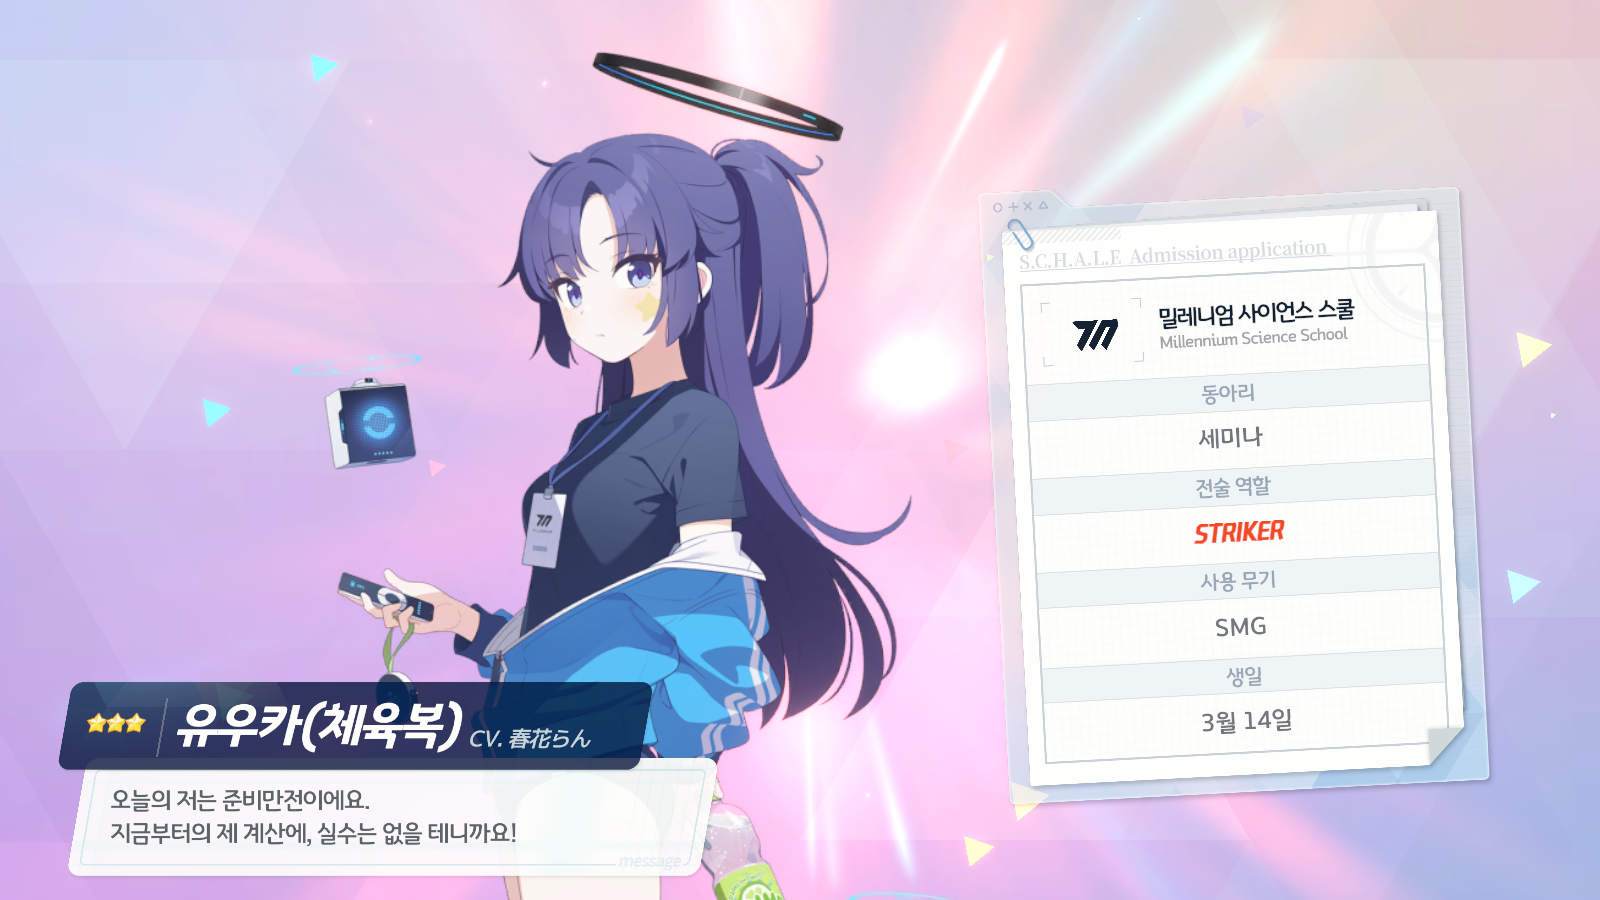 유우카(체육복) CV. 春花らん
오늘의 저는 준비만전이에요.
지금부터의 제 계산에, 실수는 없을 테니까요!
message
S.C.H.A.L.E Admission application
밀레니엄 사이언스 스쿨
Millennium Science School
동아리
세미나
전술 역할
STRIKER
사용 무기
SMG
생일
3월 14일